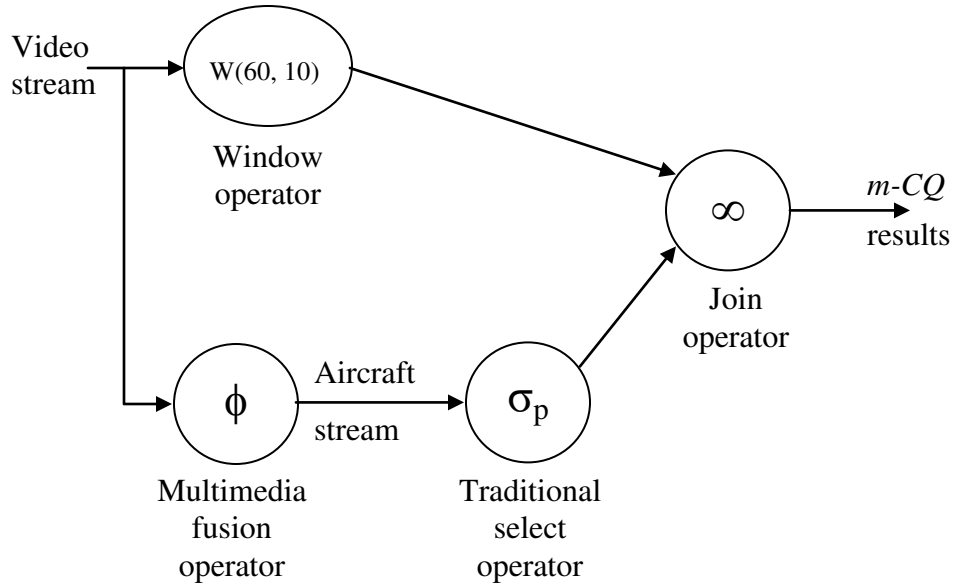 Video
stream
W(60, 10)
Window
operator
∞
m-CQ
results
Join
operator
ϕ
Aircraft
stream
σp
Multimedia
fusion
operator
Traditional
select
operator